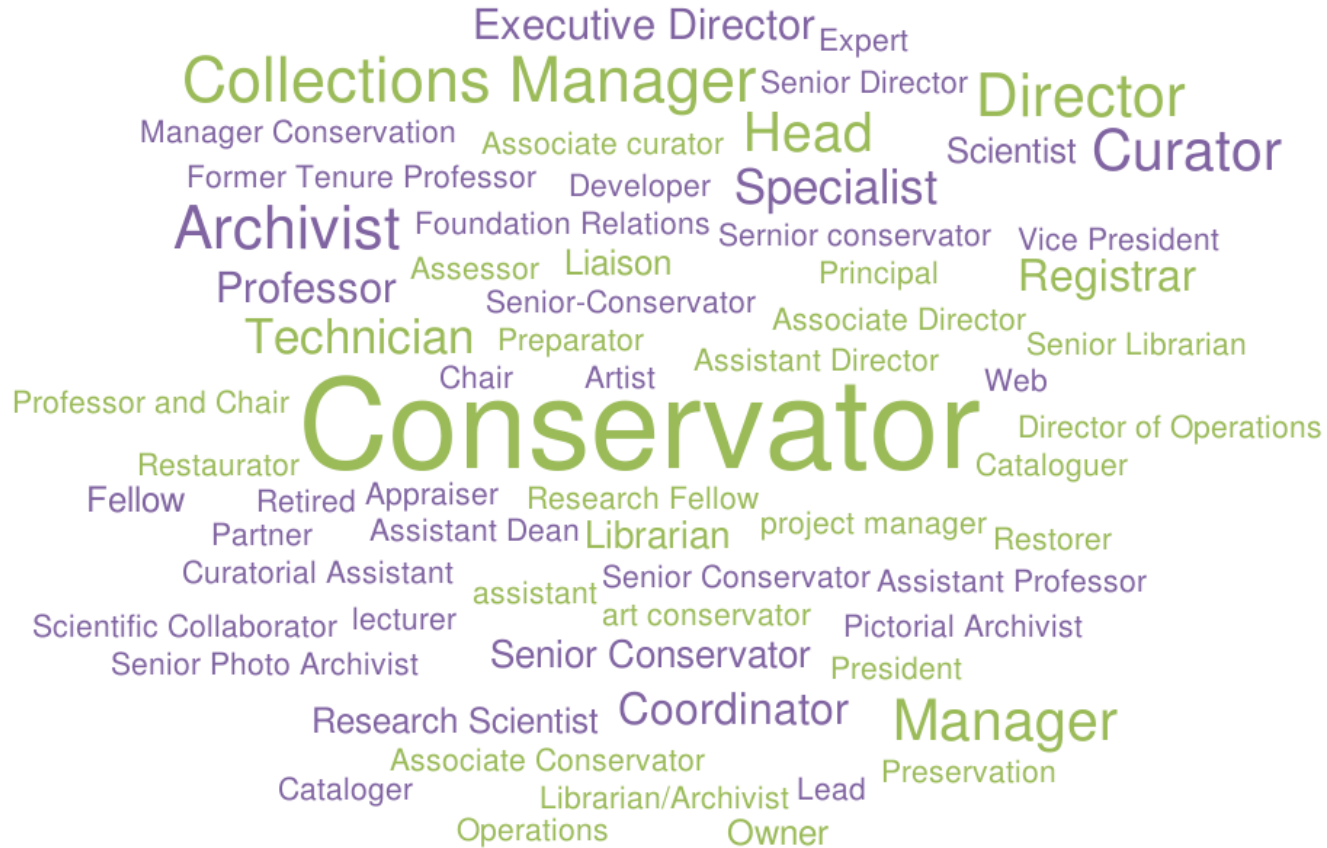 Executive Director Expert
Collections Manager Senior Director Director
Manager Conservation Associate curator Head Scientist Curator
Former Tenure Professor Developer Specialist
Archivist Foundation Relations Sernior conservator Vice President
Assessor Liaison Principal Registrar
Professor Senior-Conservator
Technician Preparator Associate Director Senior Librarian
Assistant Director
Chair Artist Web
Professor and Chair Conservator Director of Operations
Restaurator Cataloguer
Fellow Retired Appraiser Research Fellow
Partner Assistant Dean Librarian project manager Restorer
Curatorial Assistant assistant Senior Conservator Assistant Professor
Scientific Collaborator lecturer art conservator Pictorial Archivist
Senior Photo Archivist Senior Conservator President
Research Scientist Coordinator Manager
Associate Conservator Preservation
Cataloger Librarian/Archivist Lead
Operations Owner